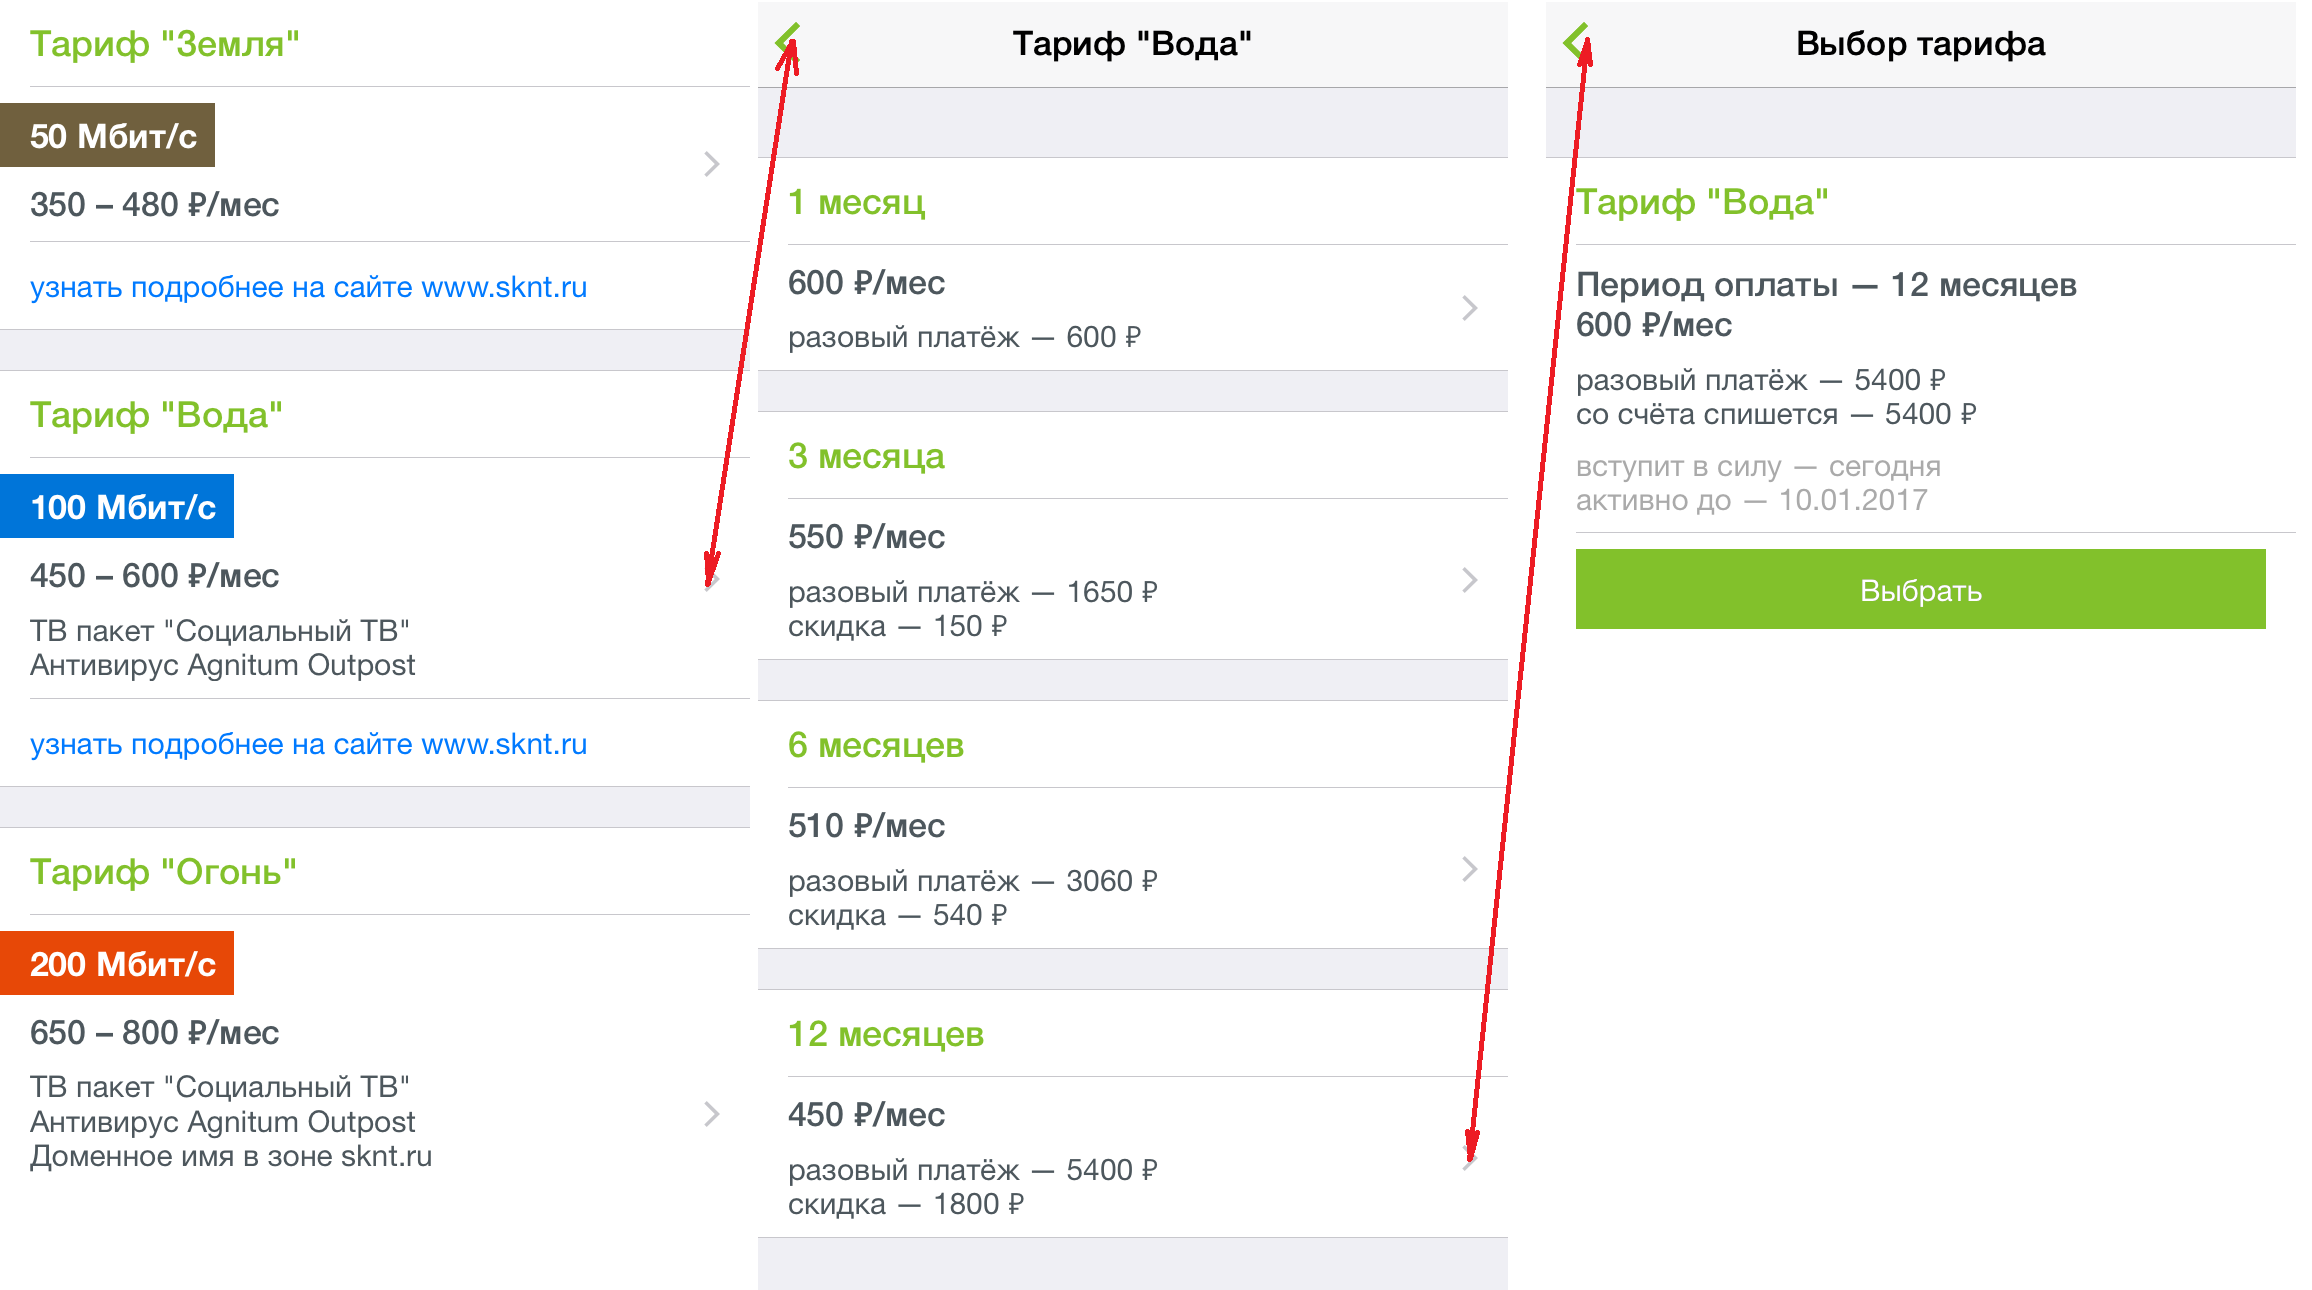 Тариф "Земля"
50 Мбит/с
350 – 480 ₽/мес
узнать подробнее на сайте www.sknt.ru
Тариф "Вода"
100 Мбит/с
450 – 600 ₽/мес
ТВ пакет "Социальный ТВ"
Антивирус Agnitum Outpost
узнать подробнее на сайте www.sknt.ru
Тариф "Огонь"
200 Мбит/с
650 – 800 ₽/мес
ТВ пакет "Социальный ТВ"
Антивирус Agnitum Outpost
Доменное имя в зоне sknt.ru
Тариф "Вода"
1 месяц
600 ₽/мес
разовый платёж — 600 ₽
3 месяца
550 ₽/мес
разовый платёж — 1650 ₽
скидка — 150 ₽
6 месяцев
510 ₽/мес
разовый платёж — 3060 ₽
скидка — 540 ₽
12 месяцев
450 ₽/мес
разовый платёж — 5400 ₽
скидка — 1800 ₽
Выбор тарифа
Тариф "Вода"
Период оплаты — 12 месяцев
600 ₽/мес
разовый платёж — 5400 ₽
со счёта спишется — 5400 ₽
вступит в силу — сегодня
активно до — 10.01.2017
Выбрать